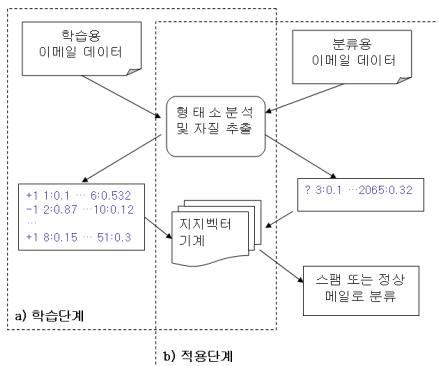 학습용
이메일 데이터
분류용
이메일 데이터
형태소분석
및 자질 추출
+1 1:0.1 … 6:0.532
-1 2:0.87 …10:0.12
…
+1 8:0.15 … 51:0.3
? 3:0.1 …2065:0.32
지지벡터
기계
스팸 또는 정상
메일로 분류
a) 학습단계
b) 적용단계